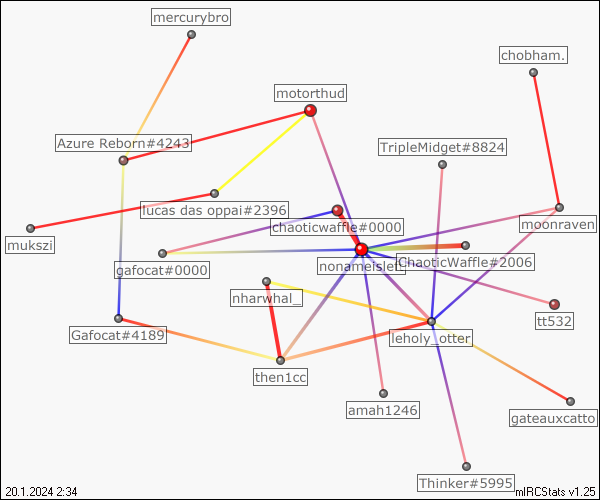 mercurybro
chobham.
motorthud
Azure Reborn#4243
TripleMidget#8824
lucas das oppai#2396
chaoticwaffle#0000
moonraven
mukszi
gafocat#0000
nonameisleft
ChaoticWaffle#2006
nharwhal_
tt532
Gafocat#4189
leholy_otter
then1cc
amah1246
gateauxcatto
Thinker#5995
20.1.2024 2:34
mIRCStats v1.25